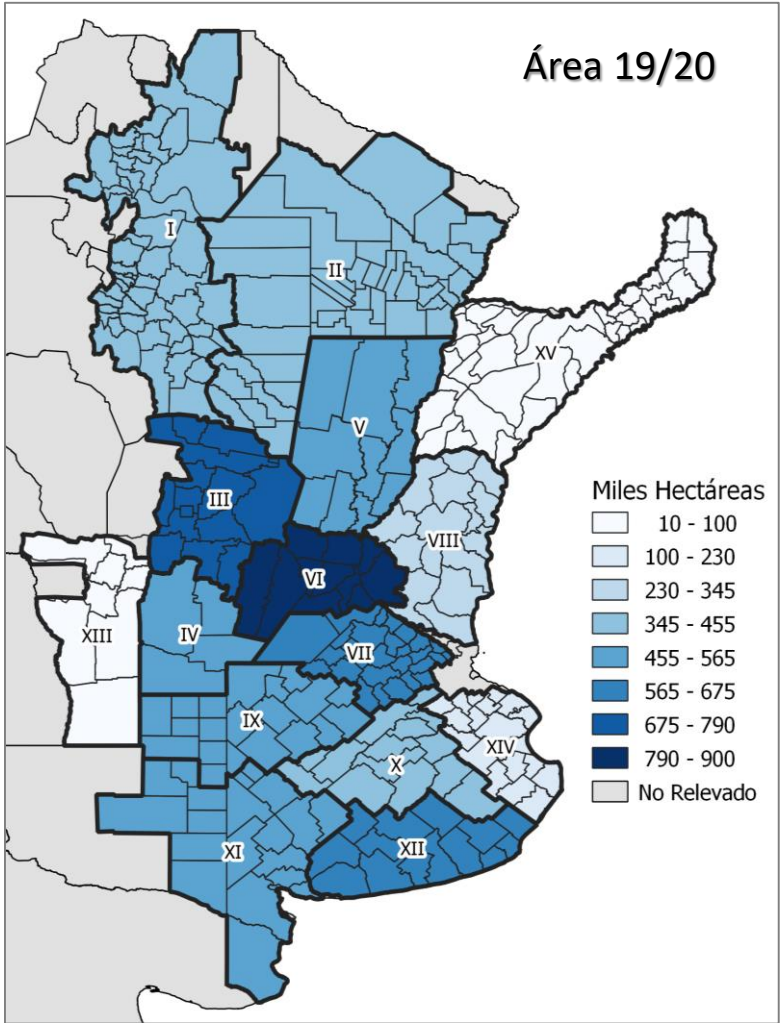 Área 19/20
I
II
XV
V
III
VIII
VI
IV
XIII
VII
IX
XIV
X
XI
XII
Miles Hectáreas
10 - 100
100 - 230
230 - 345
345 - 455
455 - 565
565 - 675
675 - 790
790 - 900
No Relevado